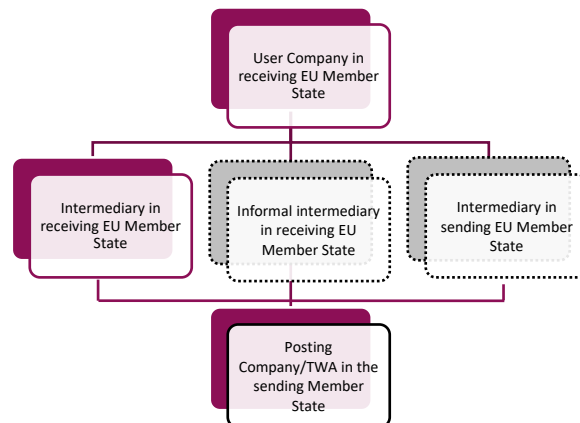 User Company in
receiving EU Member
State
Intermediary in
receiving EU Member
State
Informal intermediary
in receiving EU
Member State
Intermediary in
sending EU Member
State
Posting
Company/TWA in the
sending Member
State